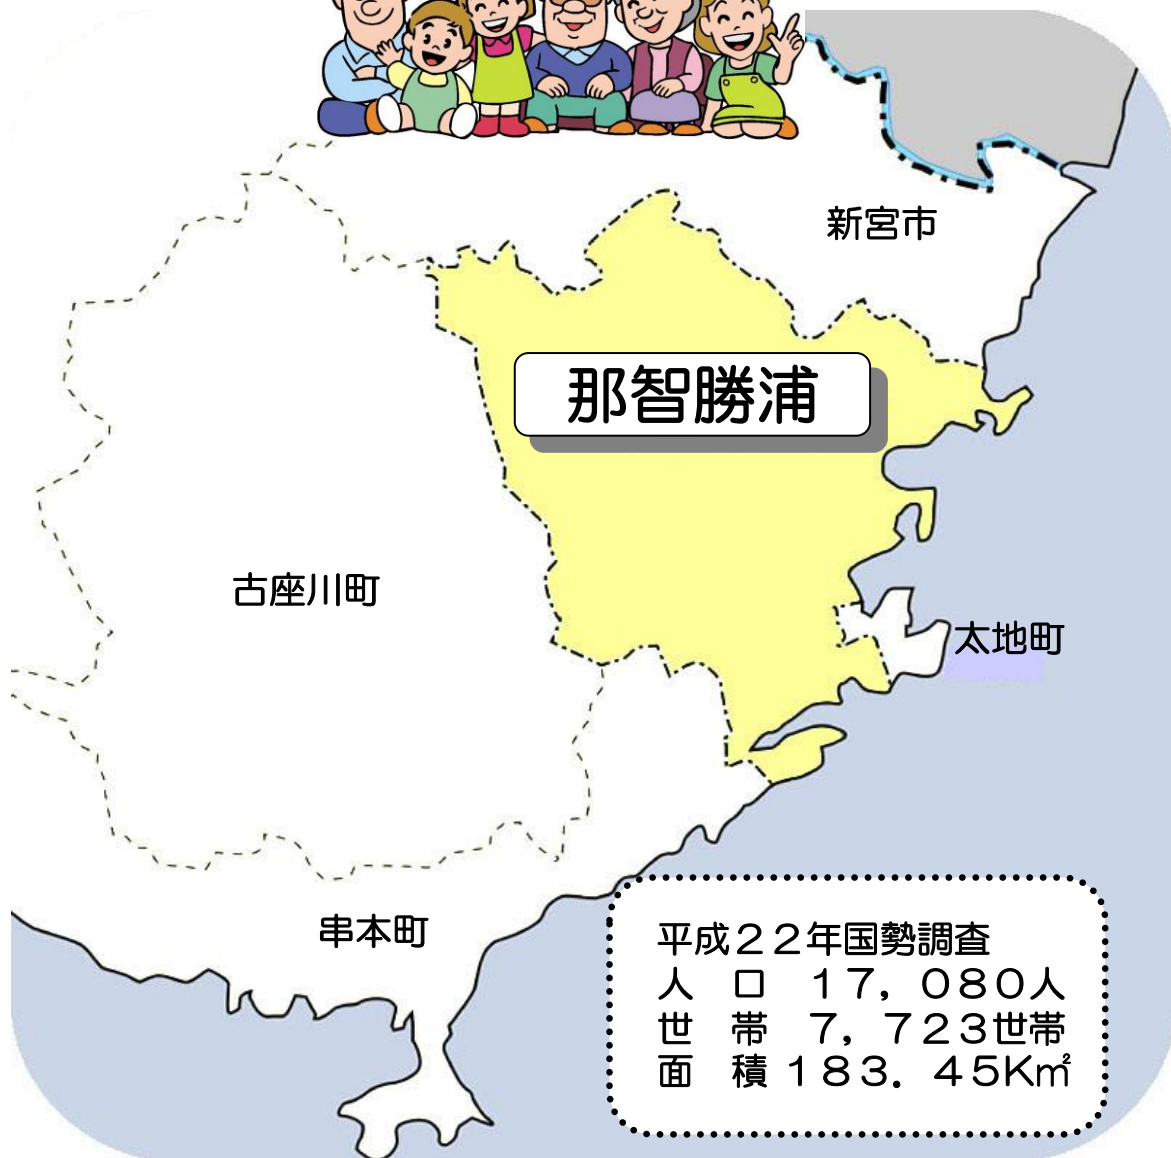 新宮市
那智勝浦
古座川町
太地町
串本町
平成２２年国勢調査
人　口　１７，０８０人
世　帯　７，７２３世帯
面　積 １８３．４５Ｋ㎡